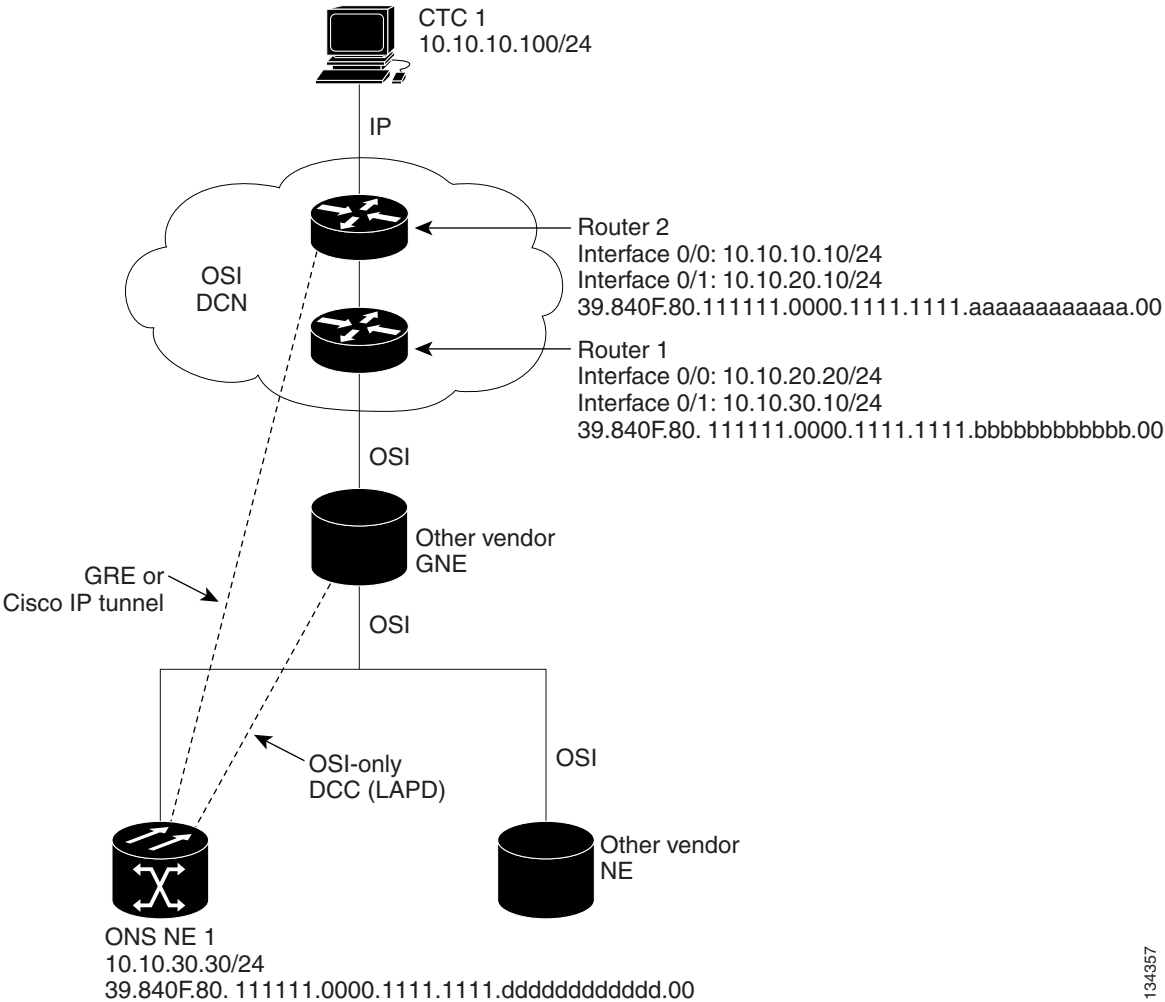 CTC 1
10.10.10.100/24
IP
Router 2
Interface 0/0: 10.10.10.10/24
Interface 0/1: 10.10.20.10/24
39.840F.80.111111.0000.1111.1111.aaaaaaaaaaaa.00
OSI
DCN
Router 1
Interface 0/0: 10.10.20.20/24
Interface 0/1: 10.10.30.10/24
39.840F.80. 111111.0000.1111.1111.bbbbbbbbbbbb.00
OSI
Other vendor
GNE
GRE or
Cisco IP tunnel
OSI
OSI-only
DCC (LAPD)
OSI
Other vendor
NE
ONS NE 1
10.10.30.30/24
39.840F.80. 111111.0000.1111.1111.dddddddddddd.00
134357